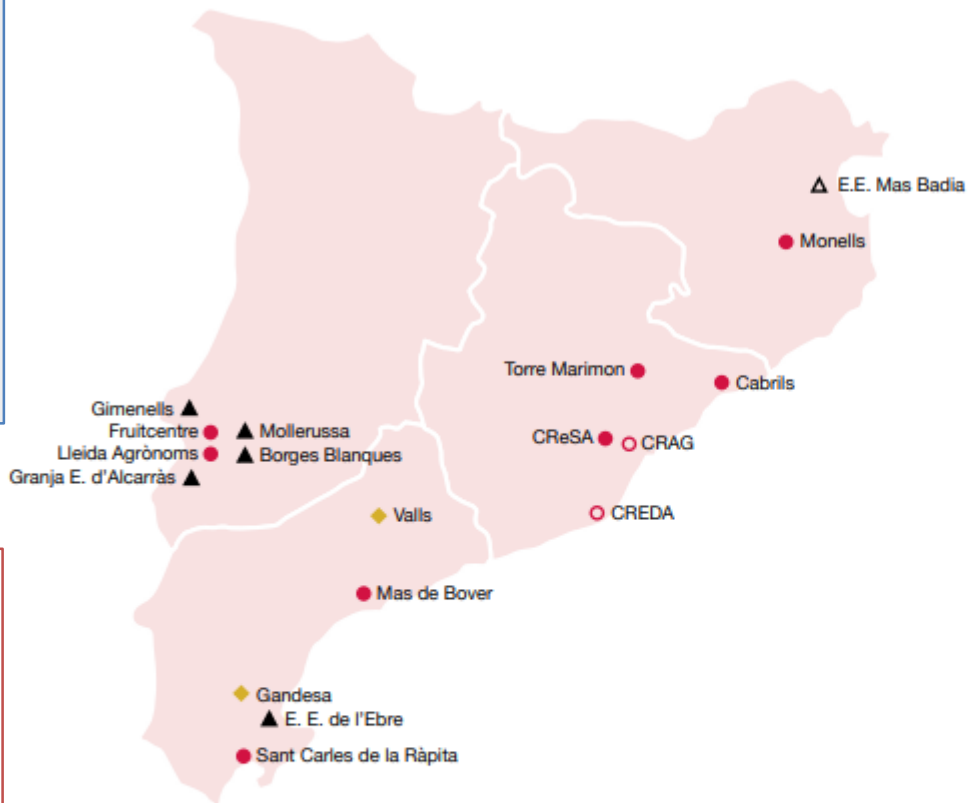 E.E. Mas Badia
Monells
Torre Marimon
Cabrils
Gimenells
Fruitcentre
Mollerussa
CReSA
CRAG
Lleida Agrònoms
Borges Blanques
Granja E. d'Alcarràs
Valls
CREDA
Mas de Bover
Gandesa
E. E. de l'Ebre
Sant Carles de la Ràpita